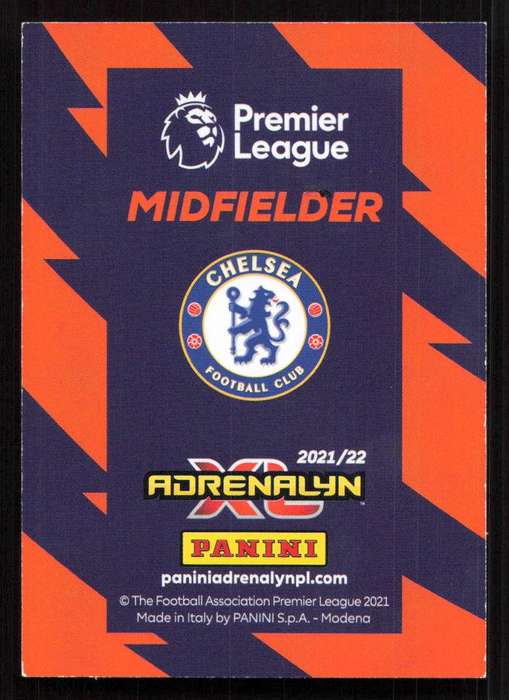 Premier
League
MIDFIELDER
CHELSEA
FOOTBALL CLUB
2021/22
ADRENALYN
XL
™
PANINI
paniniadrenalynpl.com
© The Football Association Premier League 2021
Made in Italy by PANINI S.p.A. - Modena